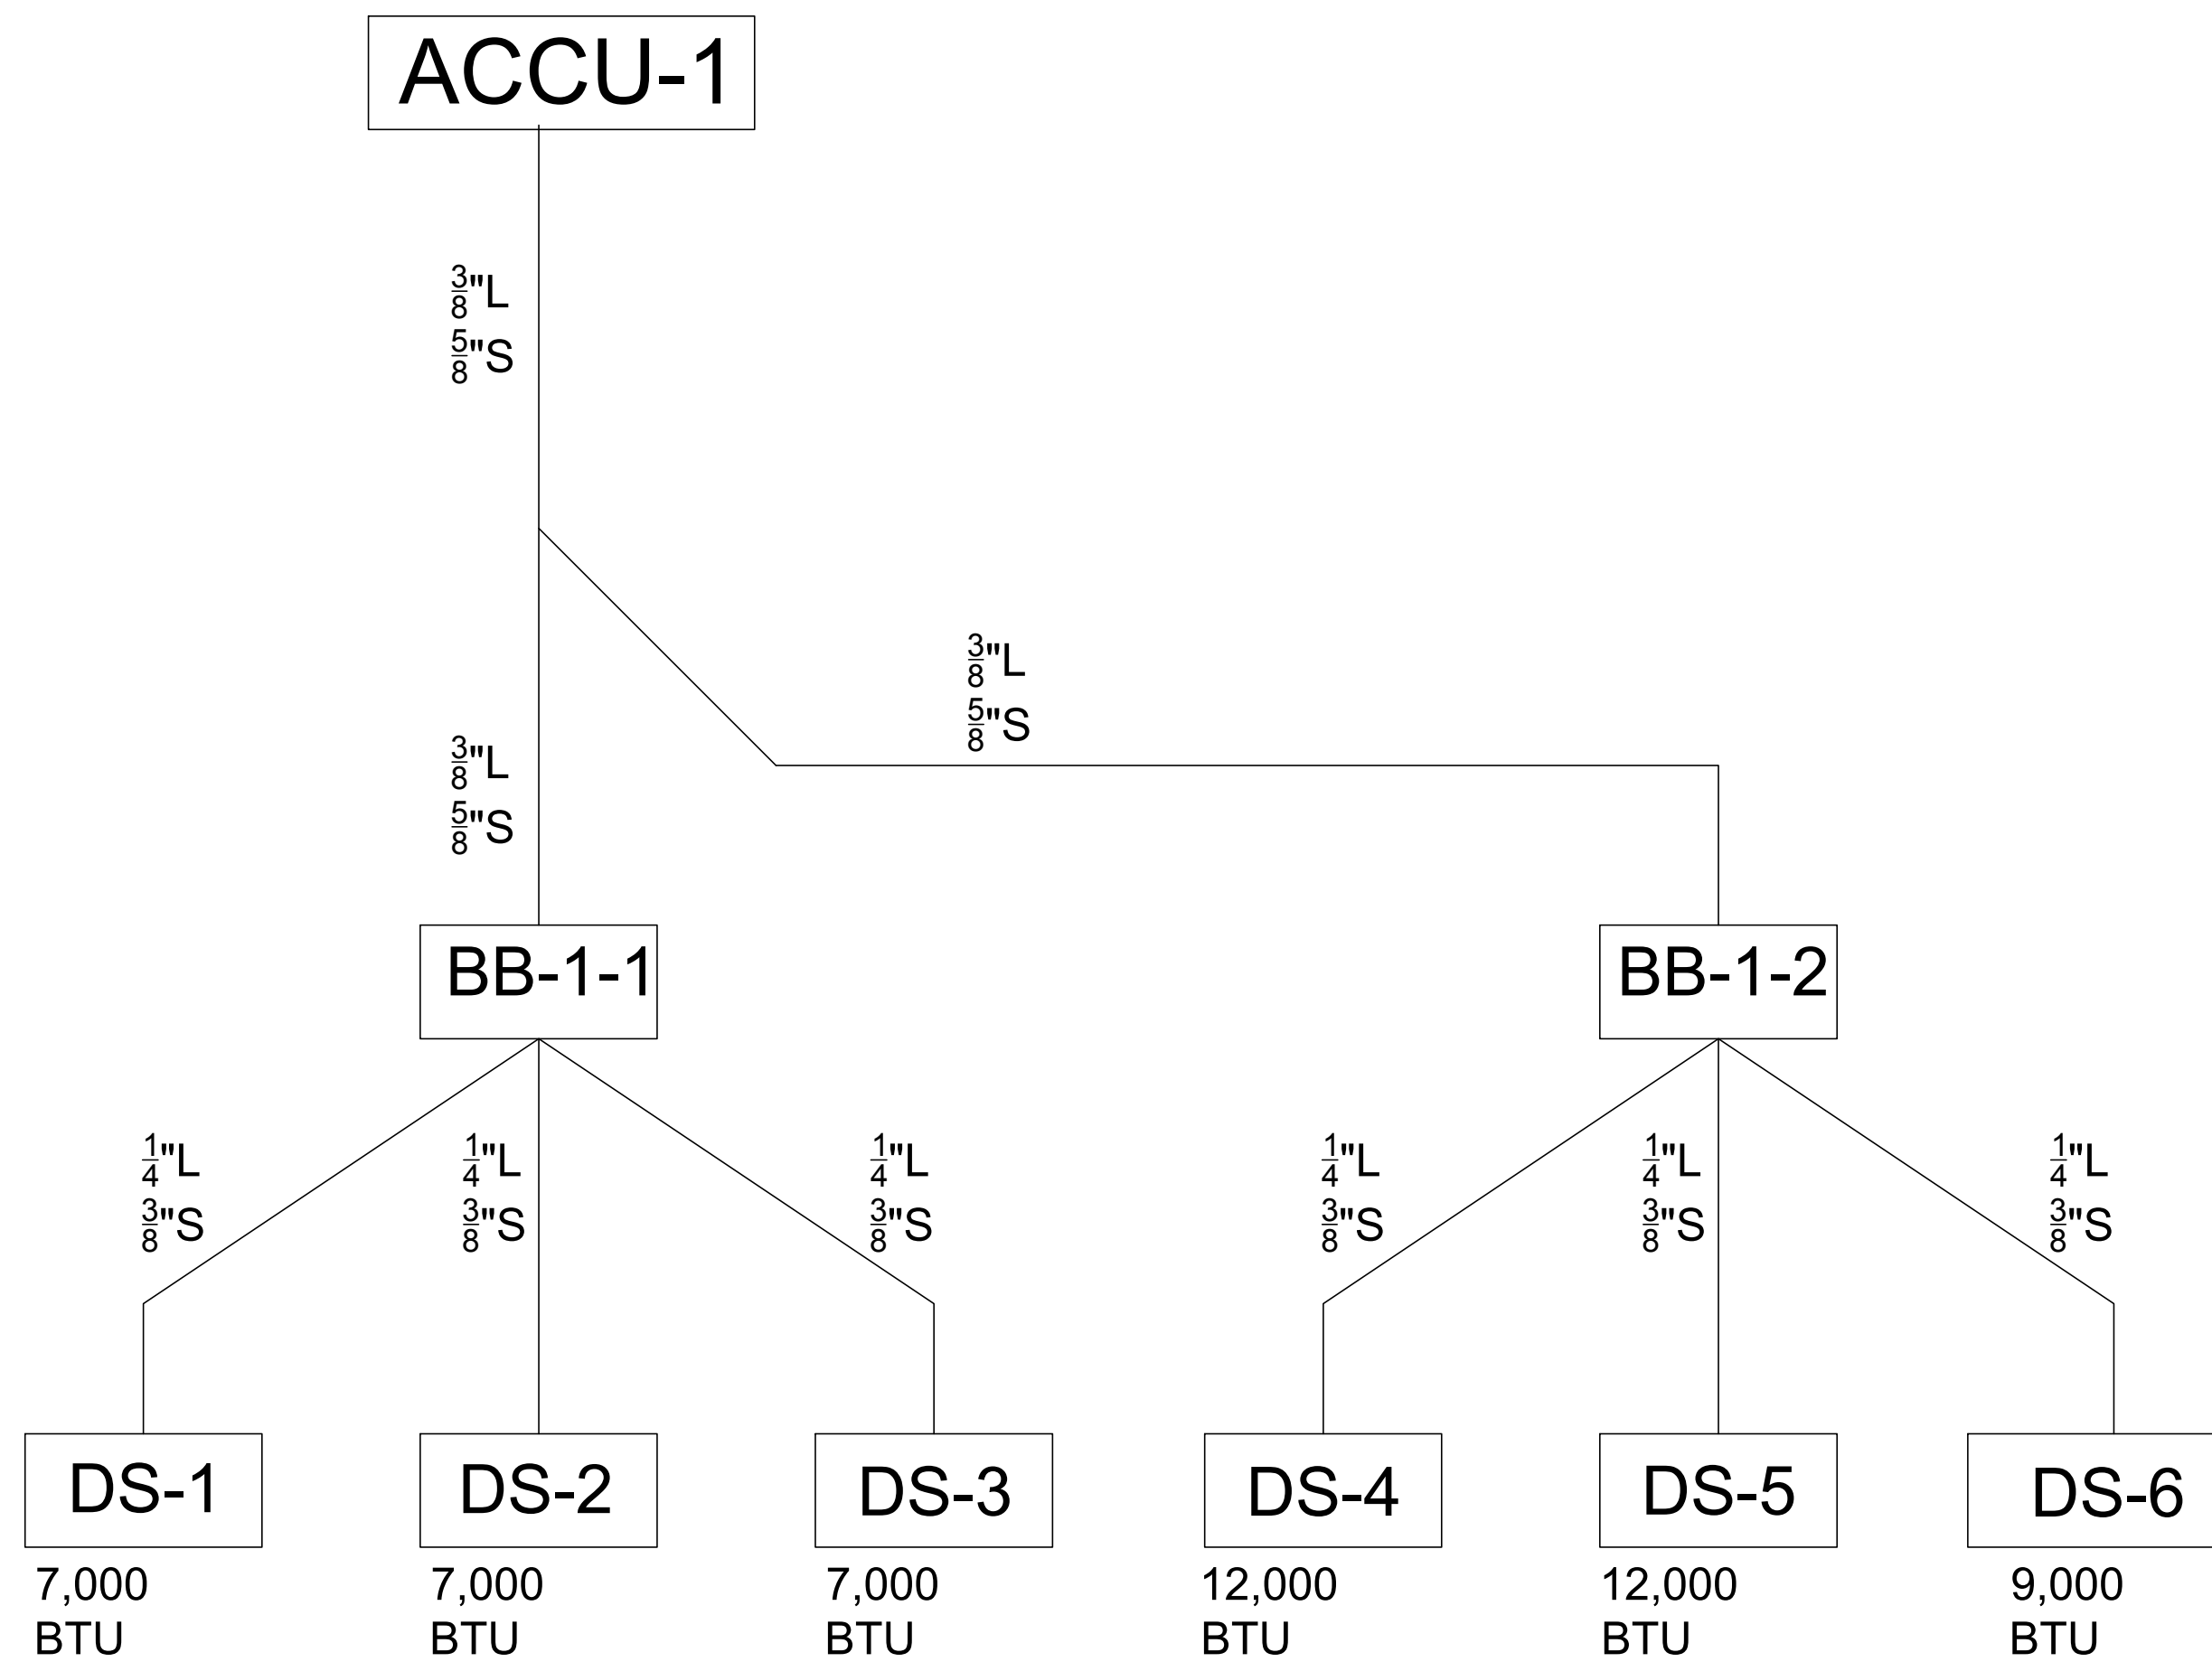 ACCU-1
3/8"L
5/8"S
3/8"L
5/8"S
3/8"L
5/8"S
BB-1-1
BB-1-2
1/4"L
3/8"S
1/4"L
3/8"S
1/4"L
3/8"S
1/4"L
3/8"S
1/4"L
3/8"S
1/4"L
3/8"S
DS-1
DS-2
DS-3
DS-4
DS-5
DS-6
7,000
BTU
7,000
BTU
7,000
BTU
12,000
BTU
12,000
BTU
9,000
BTU